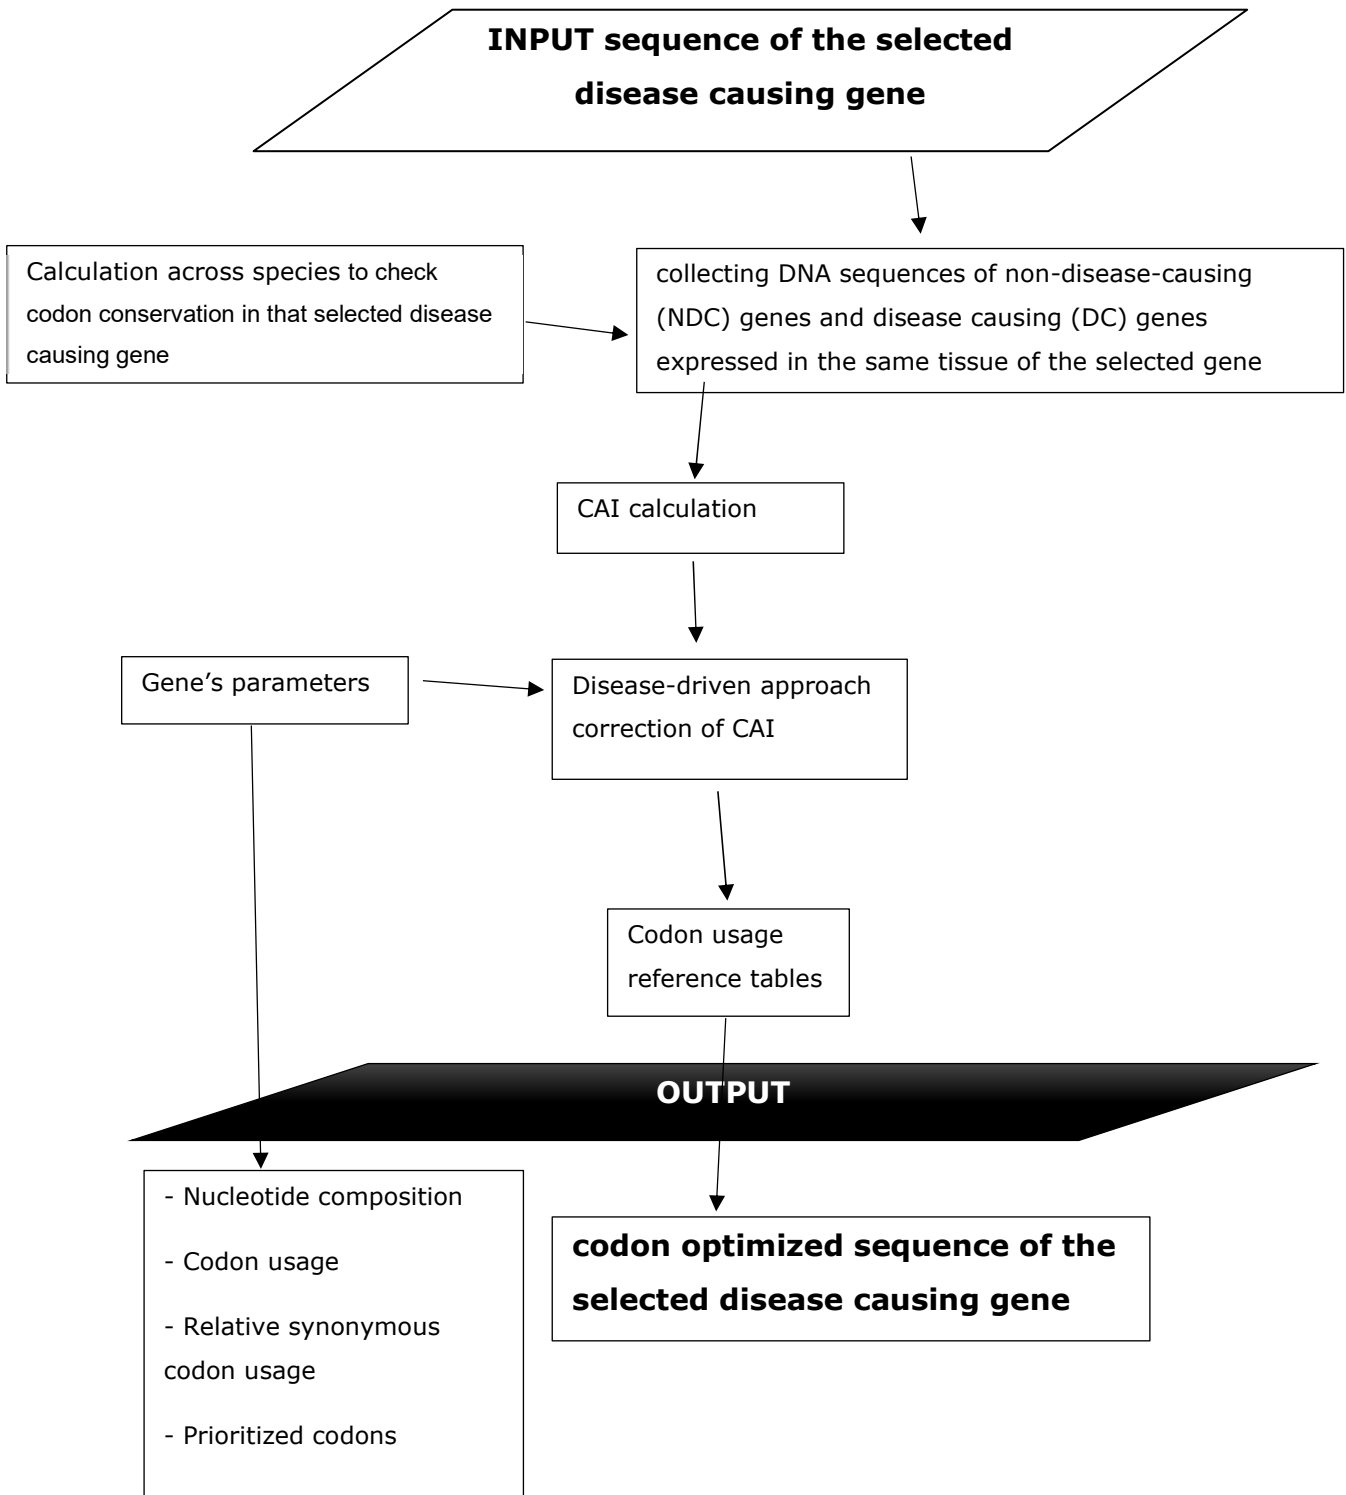 INPUT sequence of the selected
disease causing gene
Calculation across species to check
codon conservation in that selected disease
causing gene
collecting DNA sequences of non-disease-causing
(NDC) genes and disease causing (DC) genes
expressed in the same tissue of the selected gene
CAI calculation
Gene’s parameters
Disease-driven approach
correction of CAI
Codon usage
reference tables
OUTPUT
- Nucleotide composition
- Codon usage
- Relative synonymous
codon usage
- Prioritized codons
codon optimized sequence of the
selected disease causing gene